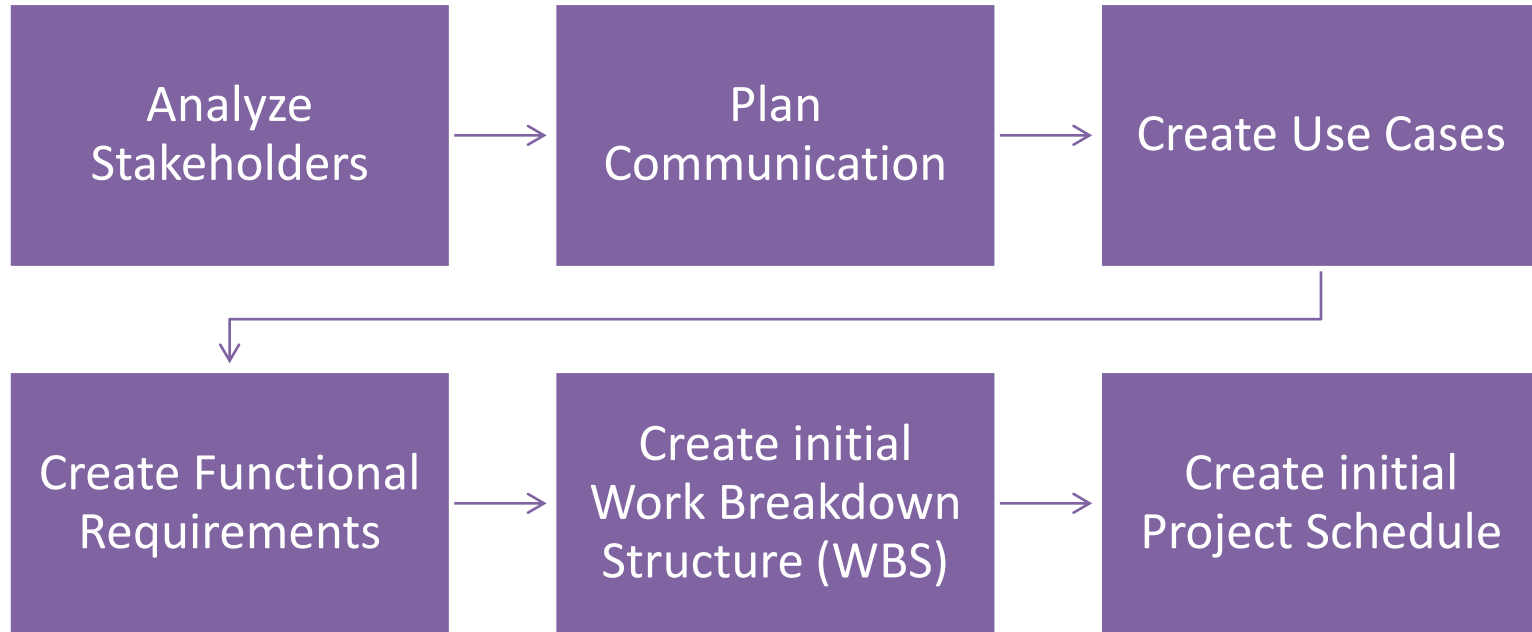 Analyze
Stakeholders
Plan
Communication
Create Use Cases
Create Functional
Requirements
Create initial
Work Breakdown
Structure (WBS)
Create initial
Project Schedule